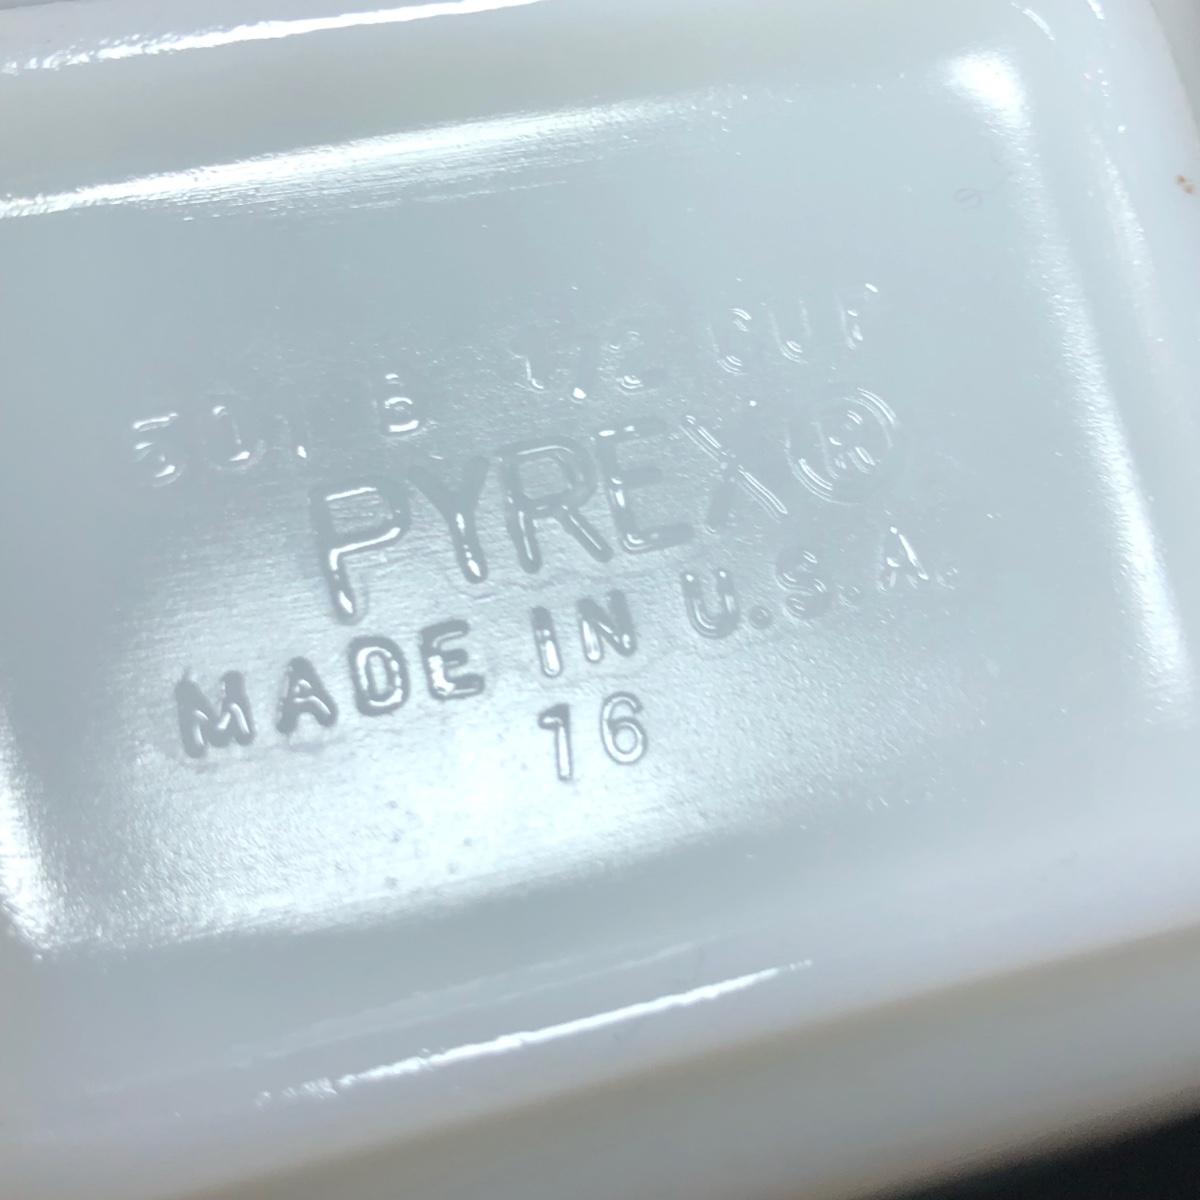 501 B 1/2 CUP
PYREX ®
MADE IN U.S.A.
16